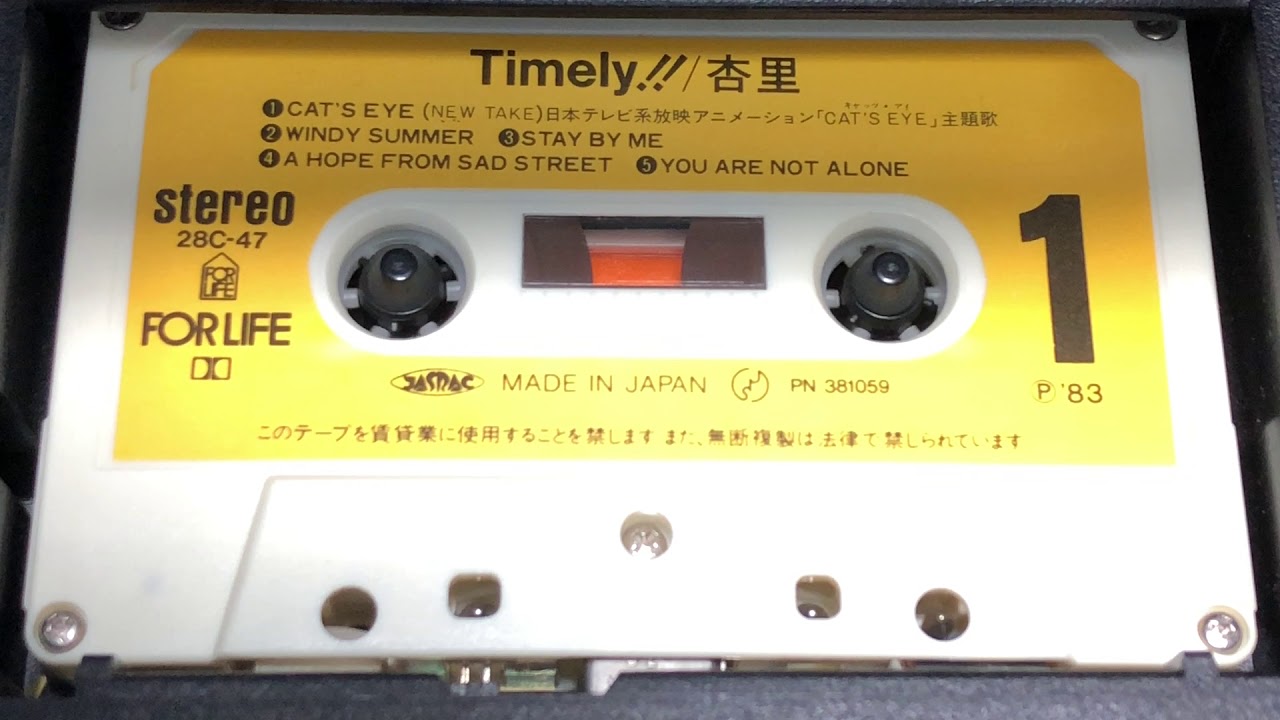 Timely!!/杏里
❶CAT'S EYE (NEW TAKE)日本テレビ系放映アニメーション「CAT'S EYE」主題歌
キャッツ・アイ
❷WINDY SUMMER ❸STAY BY ME
❹A HOPE FROM SAD STREET ❺YOU ARE NOT ALONE
stereo
28C-47
FOR LIFE
FOR LIFE
1
JASRAC MADE IN JAPAN PN 381059
Ⓟ'83
このテープを賃貸業に使用することを禁します また、無断複製は法律で禁しられています